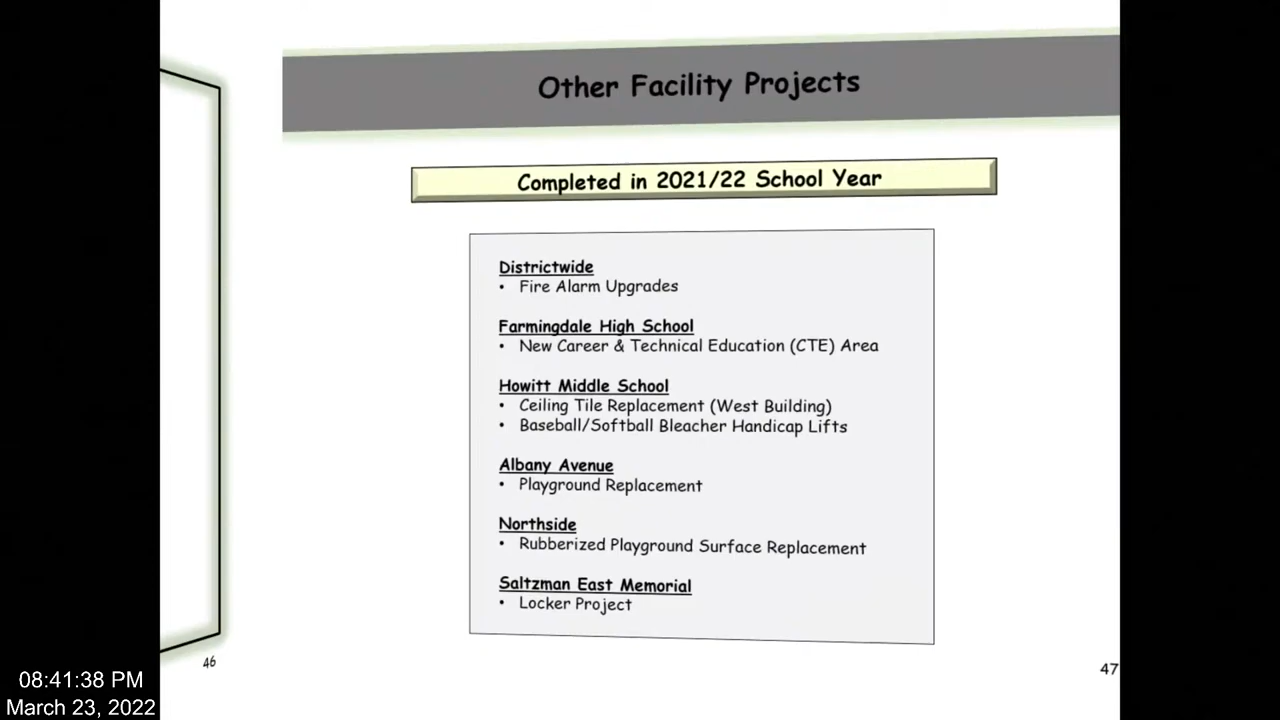 Other Facility Projects
Completed in 2021/22 School Year
Districtwide
• Fire Alarm Upgrades
Farmingdale High School
• New Career & Technical Education (CTE) Area
Howitt Middle School
• Ceiling Tile Replacement (West Building)
• Baseball/Softball Bleacher Handicap Lifts
Albany Avenue
• Playground Replacement
Northside
• Rubberized Playground Surface Replacement
Saltzman East Memorial
• Locker Project
46
47
08:41:38 PM
March 23, 2022